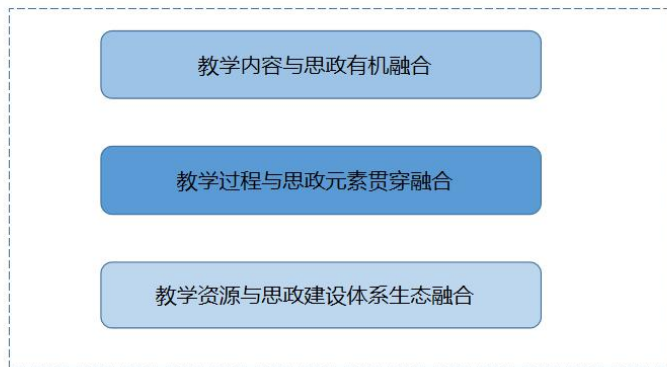 教学内容与思政有机融合
教学过程与思政元素贯穿融合
教学资源与思政建设体系生态融合